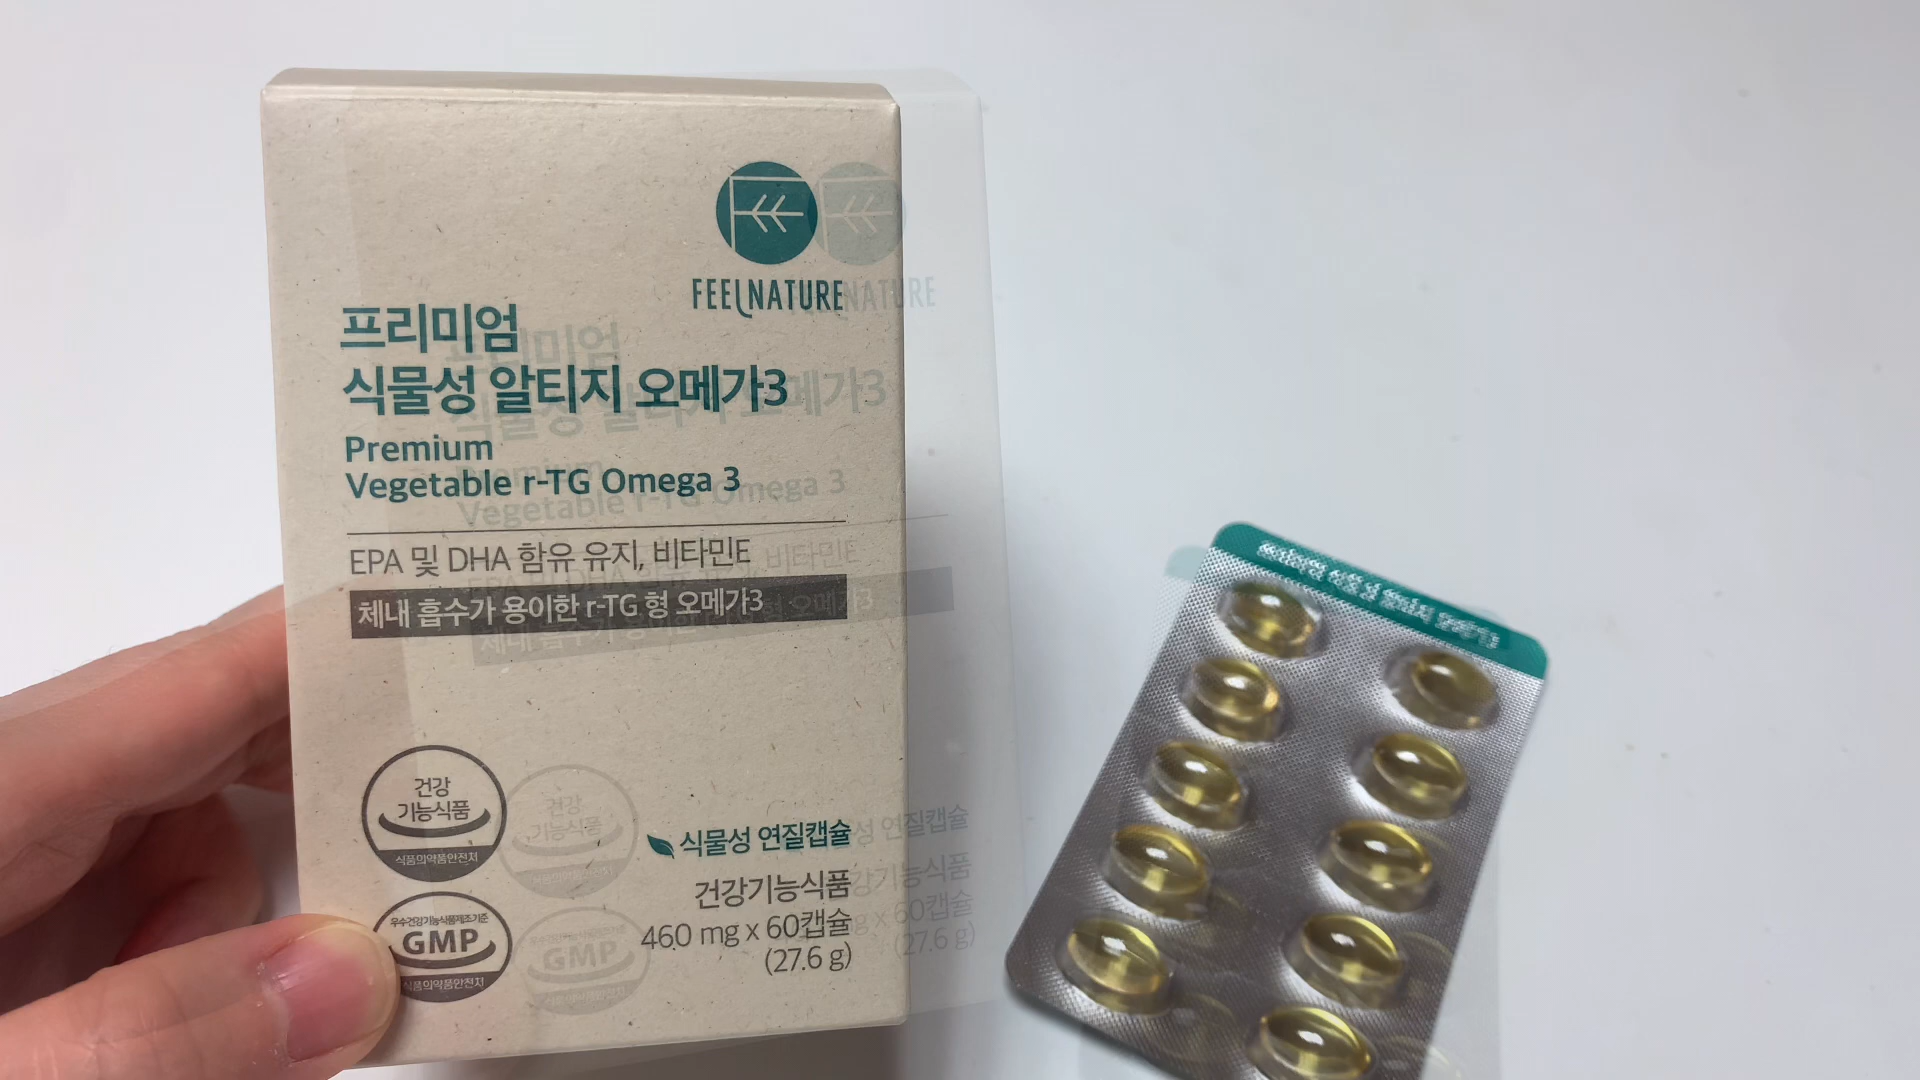 FEELNATURE
프리미엄
식물성 알티지 오메가3
Premium
Vegetable r-TG Omega 3
EPA 및 DHA 함유 유지, 비타민E
체내 흡수가 용이한 r-TG 형 오메가3
건강
기능식품
식품의약품안전처
우수건강기능식품제조기준
GMP
식품의약품안전처
식물성 연질캡슐
건강기능식품
460 mg x 60캡슐
(27.6 g)